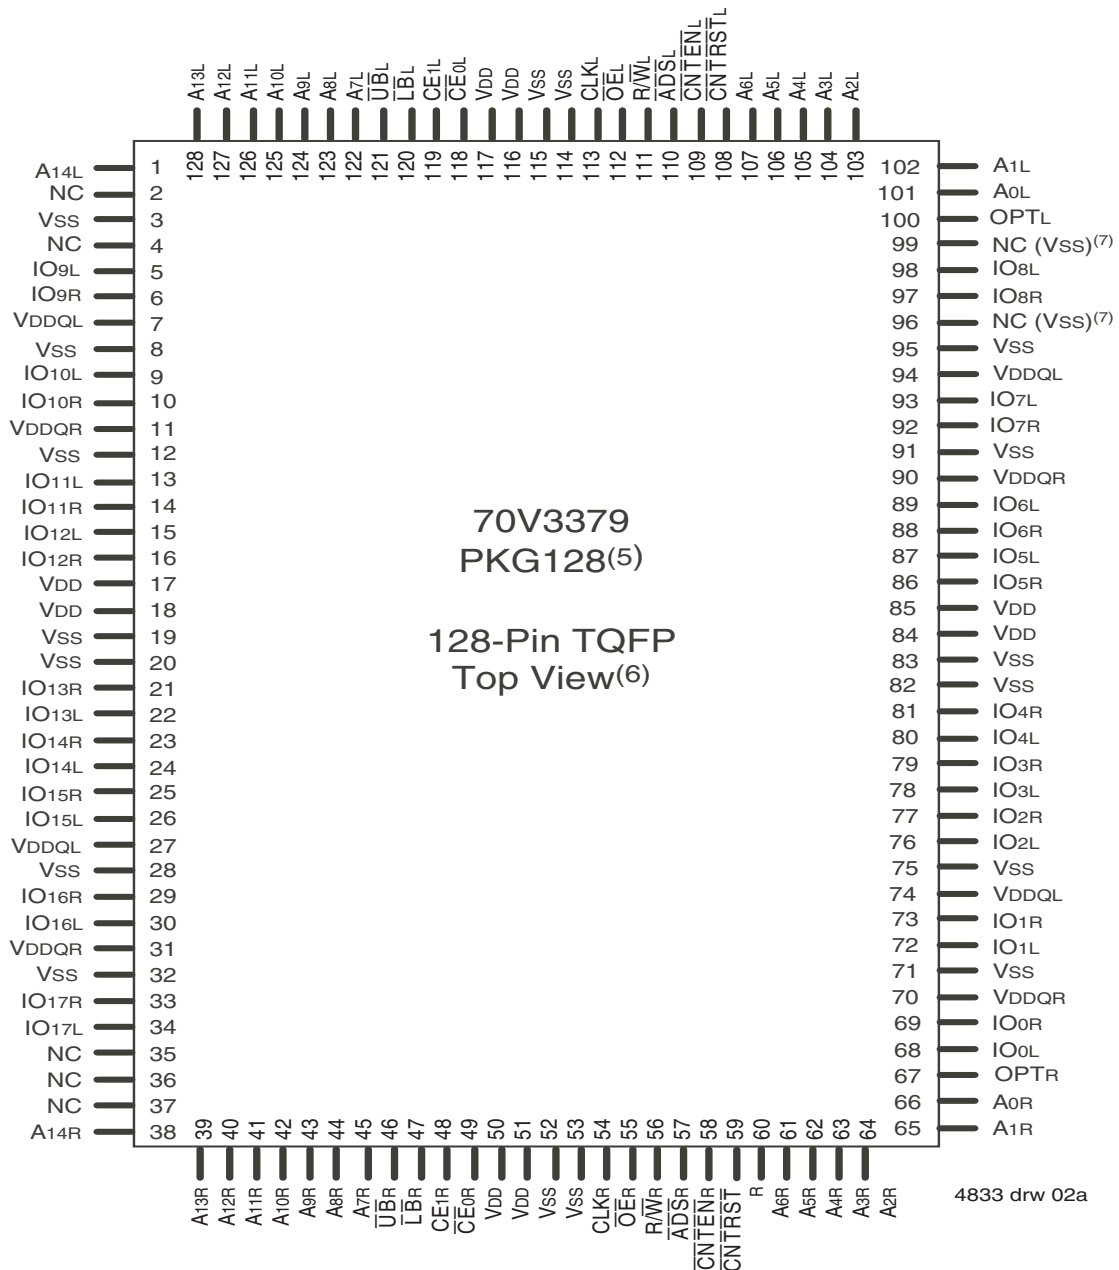 A13L A12L A11L A10L A9L A8L A7L UBL LBL CE1L CE0L VDD VDD VSS VSS CLKL OEL R/WL ADSL CNTENL CNTRSTL A6L A5L A4L A3L A2L
128 127 126 125 124 123 122 121 120 119 118 117 116 115 114 113 112 111 110 109 108 107 106 105 104 103
A14L 1
NC 2
VSS 3
NC 4
IO9L 5
IO9R 6
VDDQL 7
VSS 8
IO10L 9
IO10R 10
VDDQR 11
VSS 12
IO11L 13
IO11R 14
IO12L 15
IO12R 16
VDD 17
VDD 18
VSS 19
VSS 20
IO13R 21
IO13L 22
IO14R 23
IO14L 24
IO15R 25
IO15L 26
VDDQL 27
VSS 28
IO16R 29
IO16L 30
VDDQR 31
VSS 32
IO17R 33
IO17L 34
NC 35
NC 36
NC 37
A14R 38
70V3379
PKG128(5)
128-Pin TQFP
Top View(6)
102 A1L
101 A0L
100 OPTL
99 NC (VSS)(7)
98 IO8L
97 IO8R
96 NC (VSS)(7)
95 VSS
94 VDDQL
93 IO7L
92 IO7R
91 VSS
90 VDDQR
89 IO6L
88 IO6R
87 IO5L
86 IO5R
85 VDD
84 VDD
83 VSS
82 VSS
81 IO4R
80 IO4L
79 IO3R
78 IO3L
77 IO2R
76 IO2L
75 VSS
74 VDDQL
73 IO1R
72 IO1L
71 VSS
70 VDDQR
69 IO0R
68 IO0L
67 OPTR
66 A0R
65 A1R
39 40 41 42 43 44 45 46 47 48 49 50 51 52 53 54 55 56 57 58 59 60 61 62 63 64
A13R A12R A11R A10R A9R A8R A7R UBR LBR CE1R CE0R VDD VDD VSS VSS CLKR OER R/WR ADSR CNTENR CNTRST R A6R A5R A4R A3R A2R
4833 drw 02a